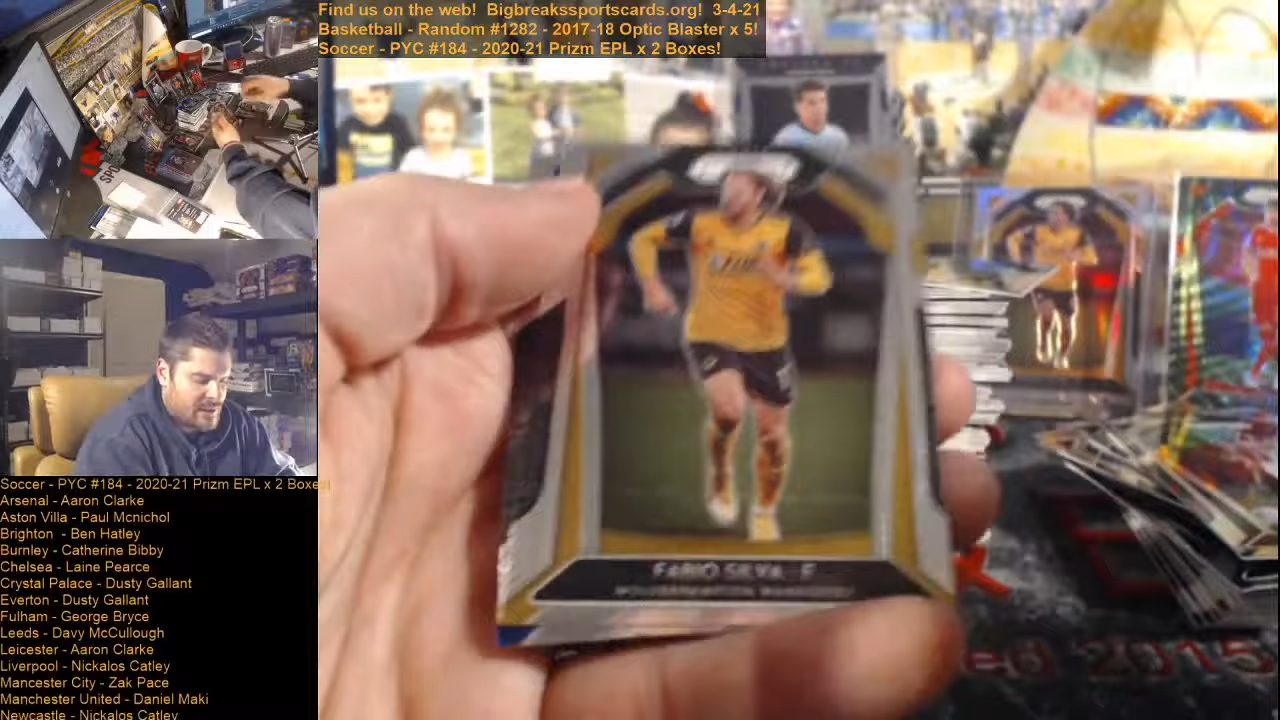 Find us on the web! Bigbreakssportscards.org! 3-4-21
Basketball - Random #1282 - 2017-18 Optic Blaster x 5!
Soccer - PYC #184 - 2020-21 Prizm EPL x 2 Boxes!
FABIO SILVA F
WOLVERHAMPTON WANDERERS
Soccer - PYC #184 - 2020-21 Prizm EPL x 2 Boxes!
Arsenal - Aaron Clarke
Aston Villa - Paul Mcnichol
Brighton - Ben Hatley
Burnley - Catherine Bibby
Chelsea - Laine Pearce
Crystal Palace - Dusty Gallant
Everton - Dusty Gallant
Fulham - George Bryce
Leeds - Davy McCullough
Leicester - Aaron Clarke
Liverpool - Nickalos Catley
Mancester City - Zak Pace
Manchester United - Daniel Maki
Newcastle - Nickalos Catley
2015